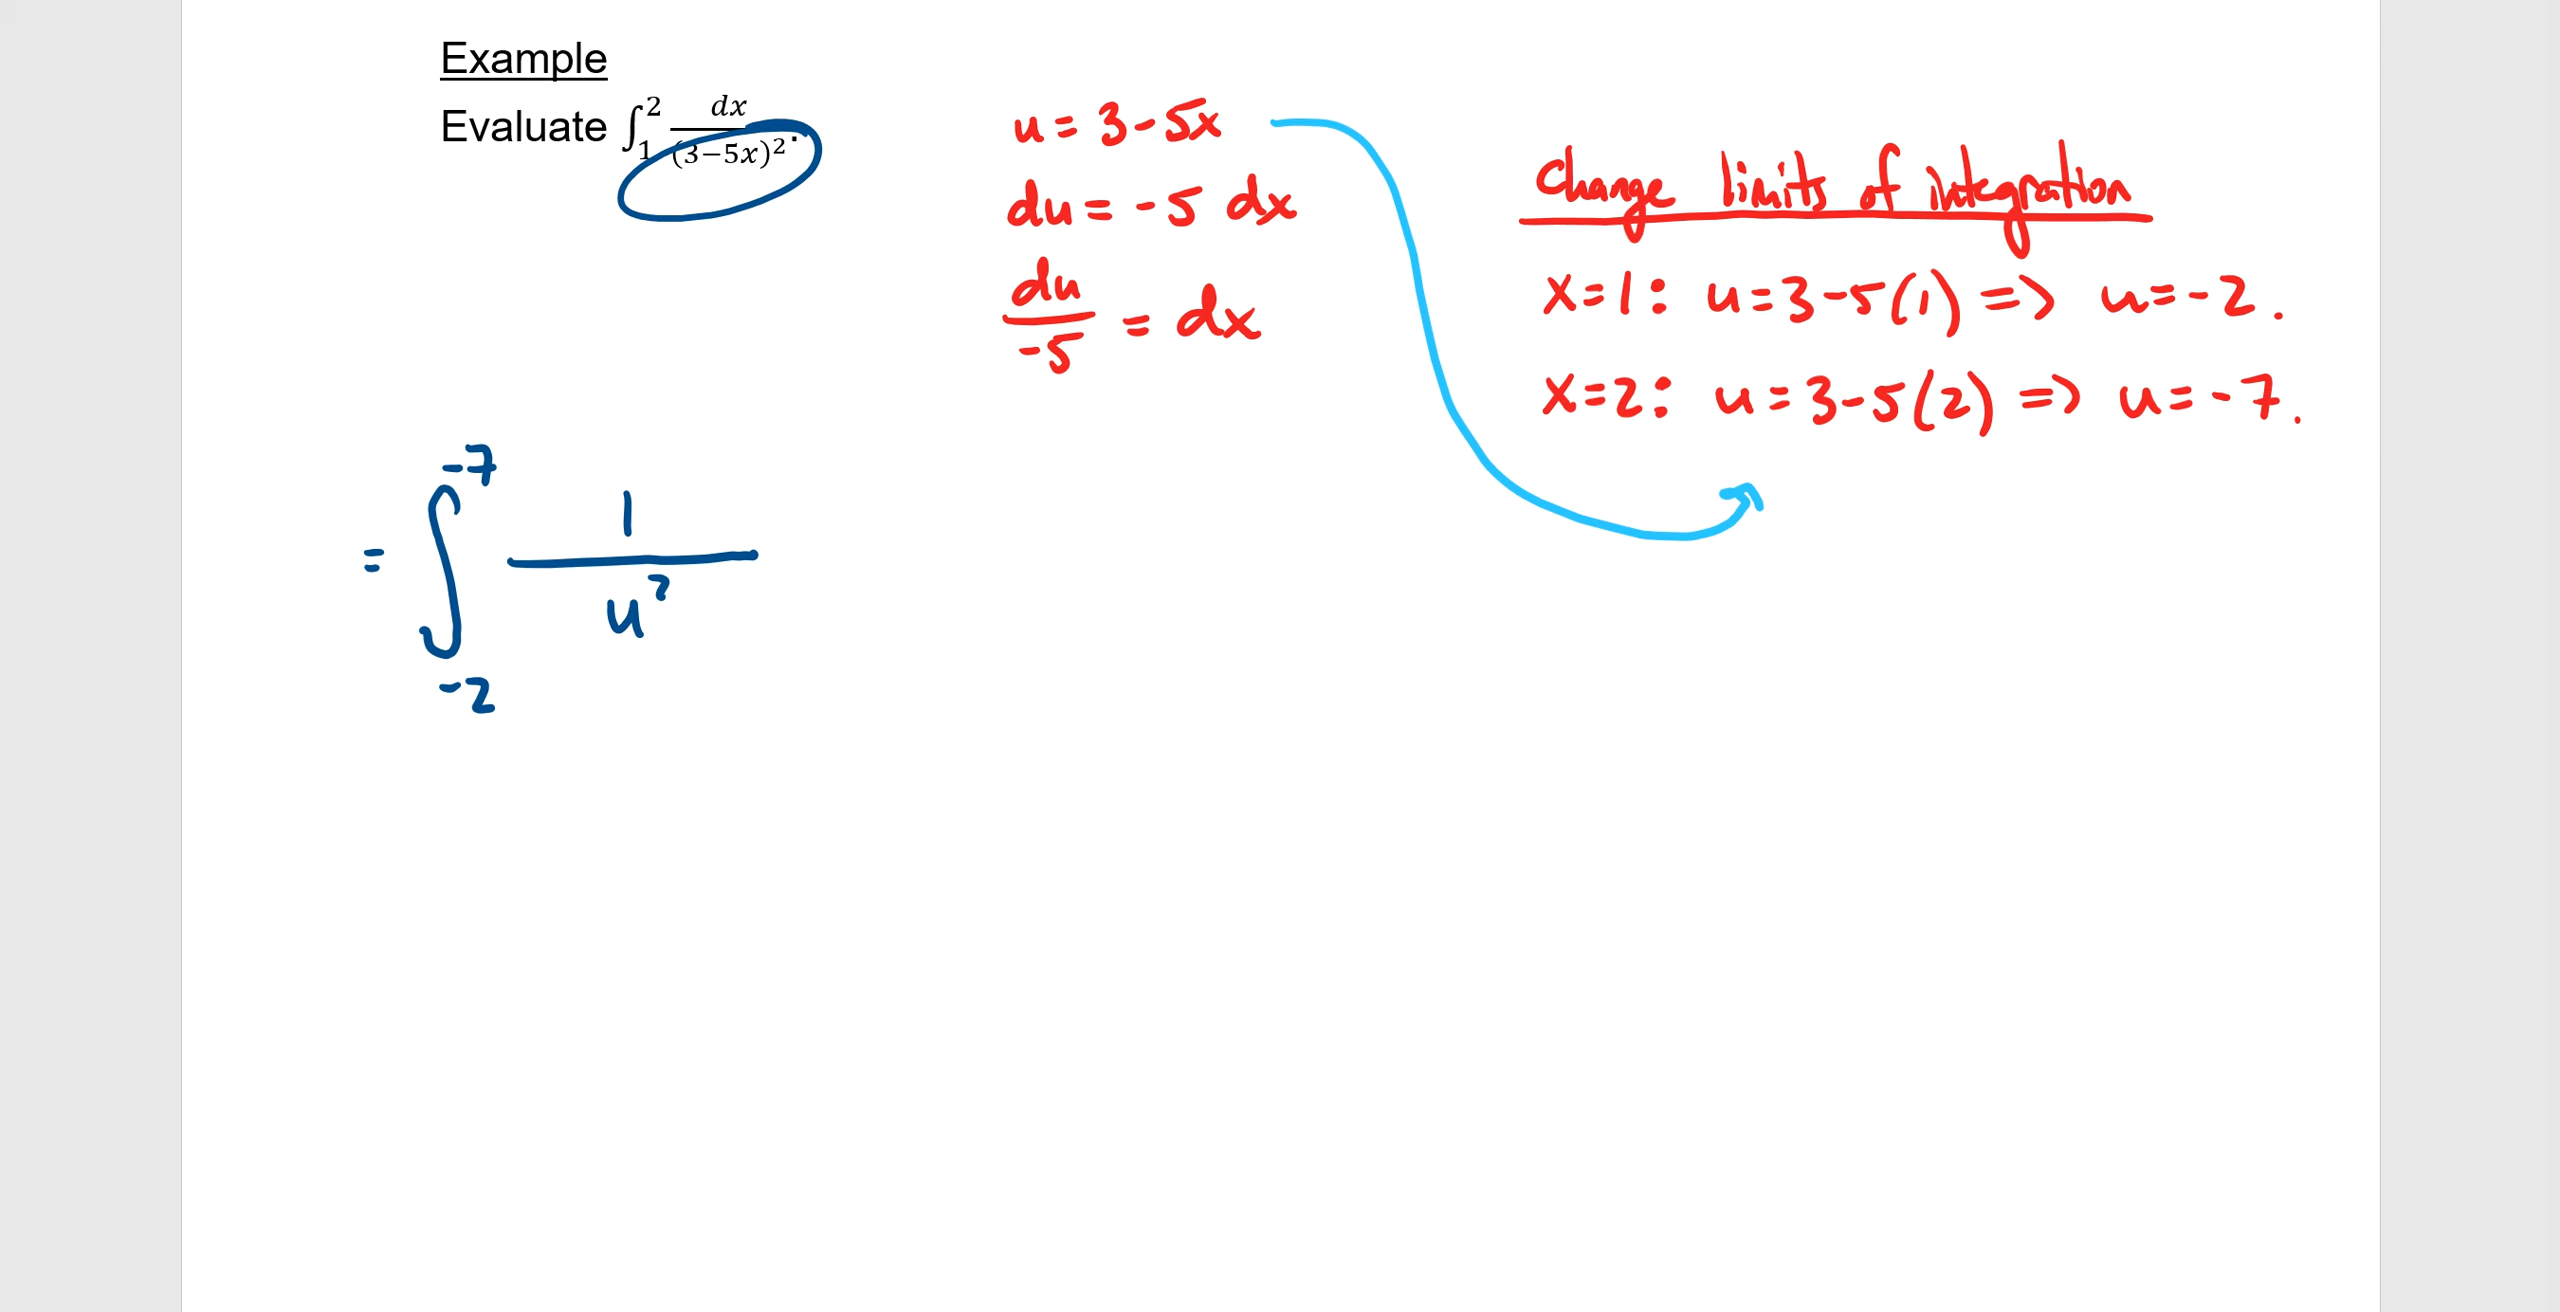 Example
Evaluate ∫₁² dx/(3−5x)².
u = 3-5x
du = -5 dx
du/-5 = dx
Change limits of integration
x=1: u=3-5(1) => u=-2.
x=2: u=3-5(2) => u=-7.
= ∫₋₂⁻⁷ 1/u²